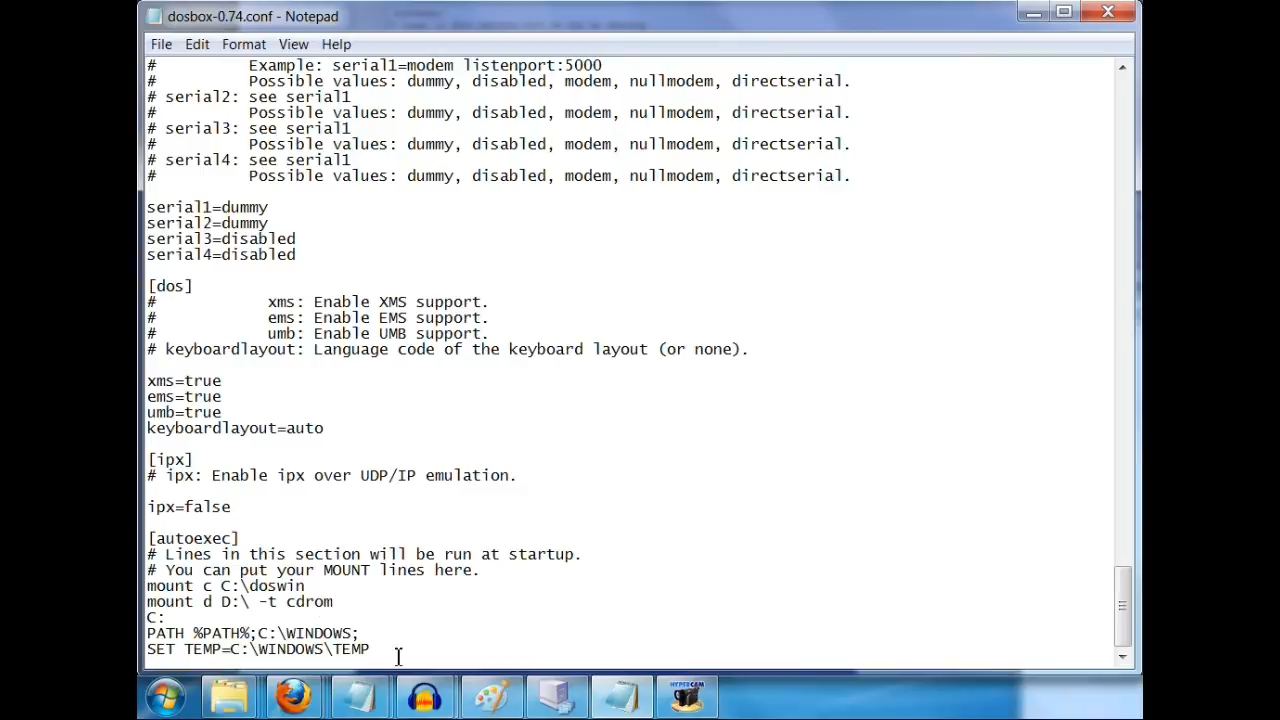 dosbox-0.74.conf - Notepad
File Edit Format View Help
# Example: serial1=modem listenport:5000
# Possible values: dummy, disabled, modem, nullmodem, directserial.
# serial2: see serial1
# Possible values: dummy, disabled, modem, nullmodem, directserial.
# serial3: see serial1
# Possible values: dummy, disabled, modem, nullmodem, directserial.
# serial4: see serial1
# Possible values: dummy, disabled, modem, nullmodem, directserial.
serial1=dummy
serial2=dummy
serial3=disabled
serial4=disabled
[dos]
# xms: Enable XMS support.
# ems: Enable EMS support.
# umb: Enable UMB support.
# keyboardlayout: Language code of the keyboard layout (or none).
xms=true
ems=true
umb=true
keyboardlayout=auto
[ipx]
# ipx: Enable ipx over UDP/IP emulation.
ipx=false
[autoexec]
# Lines in this section will be run at startup.
# You can put your MOUNT lines here.
mount c C:\doswin
mount d D:\ -t cdrom
C:
PATH %PATH%;C:\WINDOWS;
SET TEMP=C:\WINDOWS\TEMP
HYPERCAM